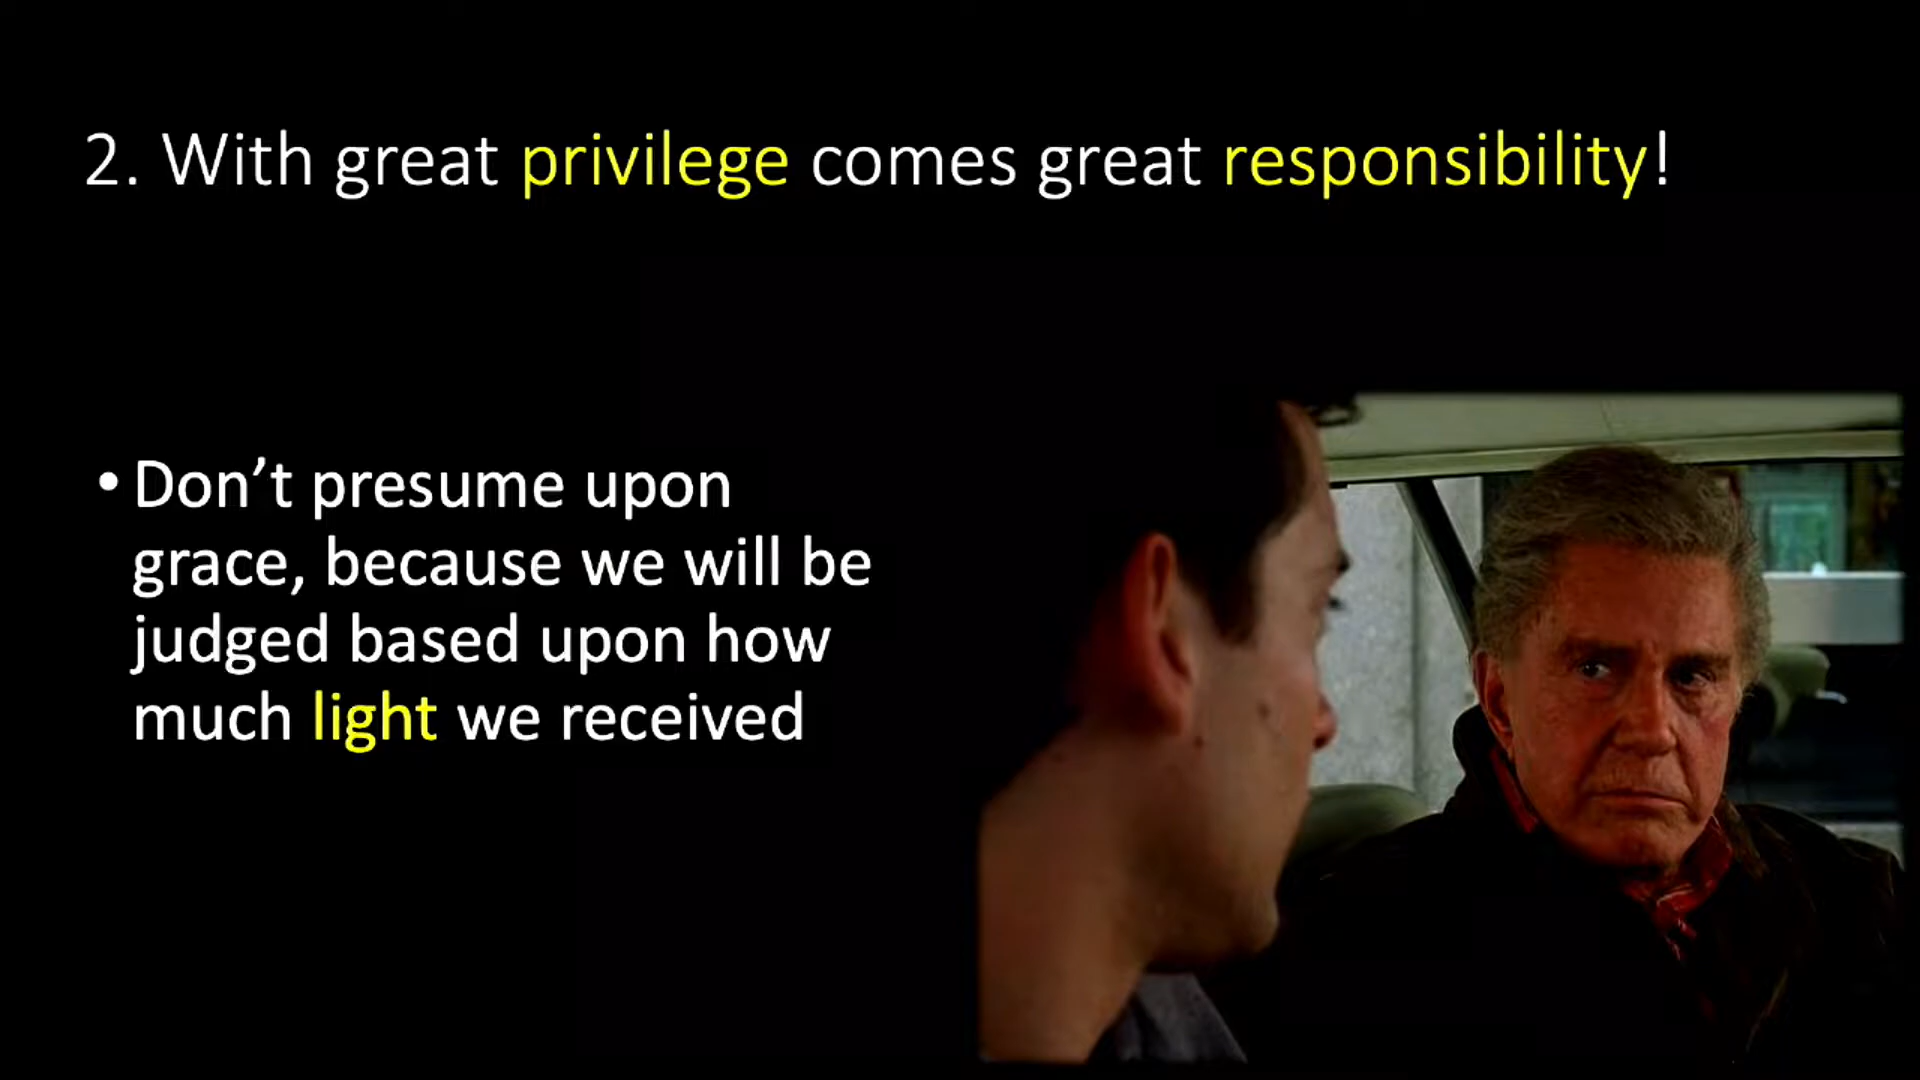 2. With great privilege comes great responsibility!
• Don’t presume upon
grace, because we will be
judged based upon how
much light we received